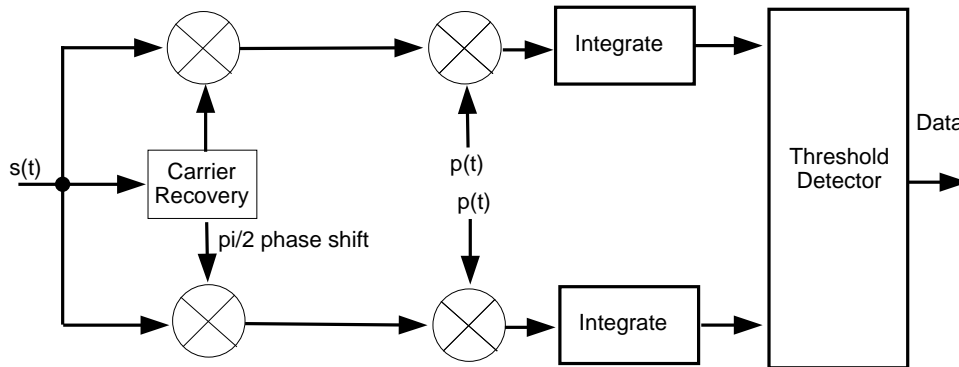 Integrate
Data
s(t)
Carrier
Recovery
p(t)
Threshold
Detector
p(t)
pi/2 phase shift
Integrate